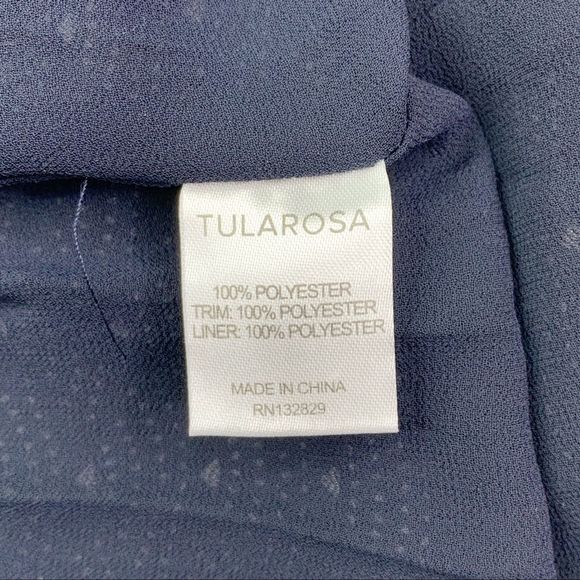 TULAROSA
100% POLYESTER
TRIM: 100% POLYESTER
LINER: 100% POLYESTER
MADE IN CHINA
RN132829